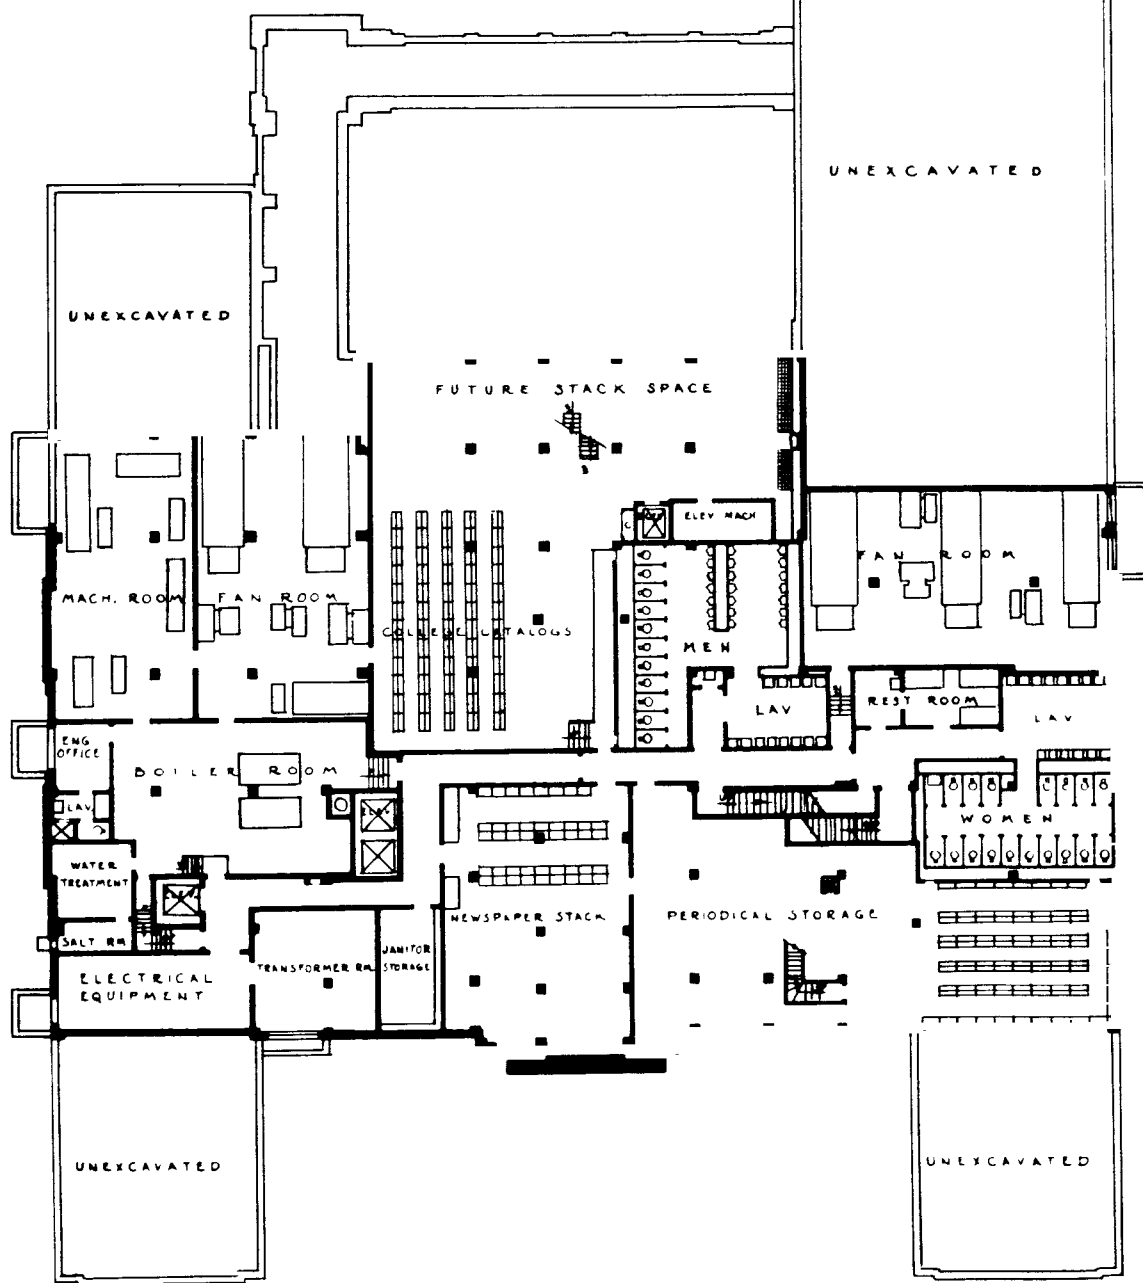 UNEXCAVATED
UNEXCAVATED
FUTURE STACK SPACE
ELEV MACH
FAN ROOM
MACH. ROOM
FAN ROOM
COLLEGE CATALOGS
MEN
REST ROOM
LAV
LAV
ENG
OFFICE
BOILER ROOM
LAV
ELEV
WOMEN
WATER
TREATMENT
ELEV
NEWSPAPER STACK
PERIODICAL STORAGE
SALT RM
JANITOR
STORAGE
TRANSFORMER RM
ELECTRICAL
EQUIPMENT
UNEXCAVATED
UNEXCAVATED